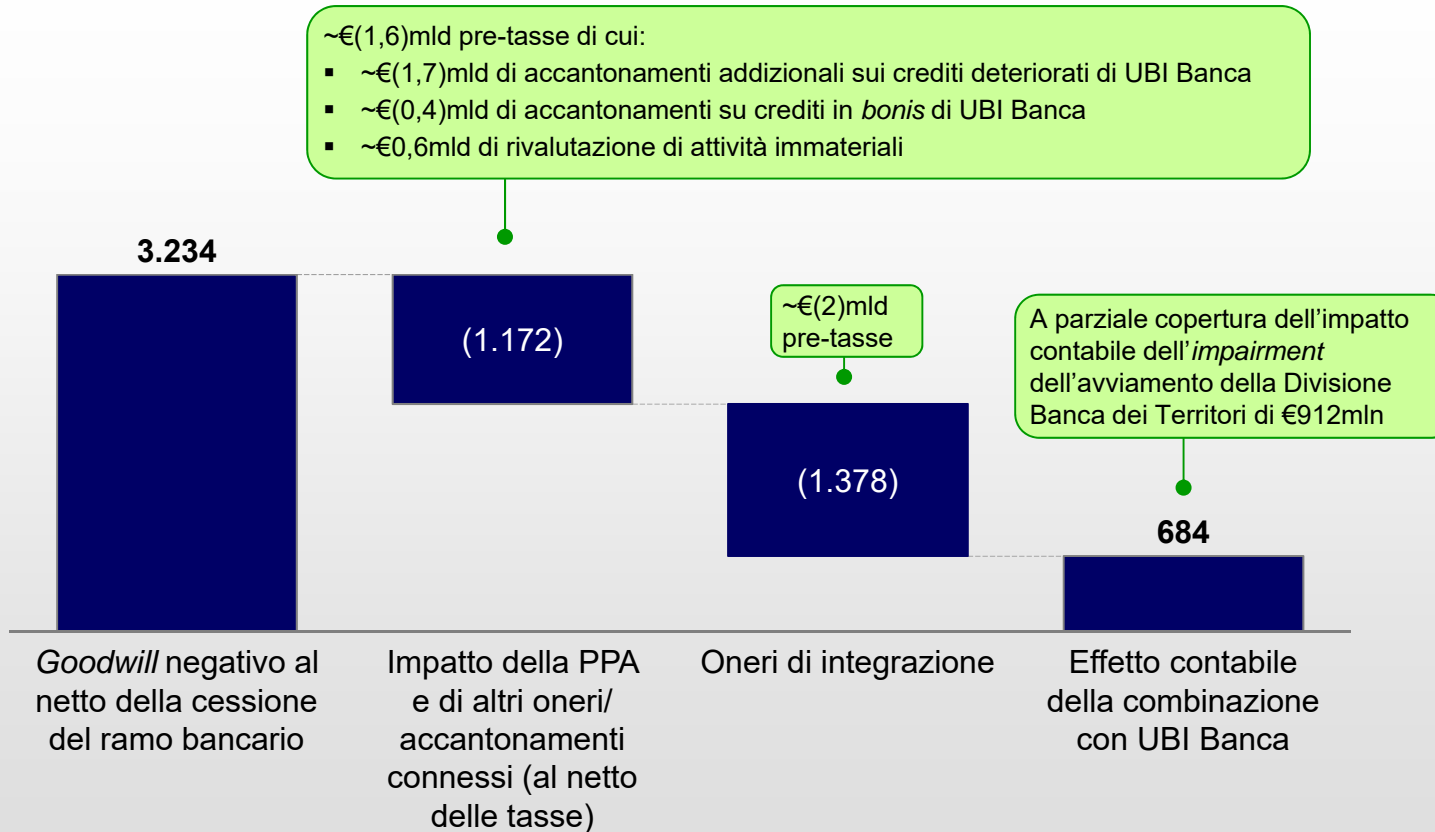 ~€(1,6)mld pre-tasse di cui:
▪ ~€(1,7)mld di accantonamenti addizionali sui crediti deteriorati di UBI Banca
▪ ~€(0,4)mld di accantonamenti su crediti in bonis di UBI Banca
▪ ~€0,6mld di rivalutazione di attività immateriali
3.234
(1.172)
~€(2)mld
pre-tasse
(1.378)
A parziale copertura dell’impatto
contabile dell’impairment
dell’avviamento della Divisione
Banca dei Territori di €912mln
684
Goodwill negativo al
netto della cessione
del ramo bancario
Impatto della PPA
e di altri oneri/
accantonamenti
connessi (al netto
delle tasse)
Oneri di integrazione
Effetto contabile
della combinazione
con UBI Banca